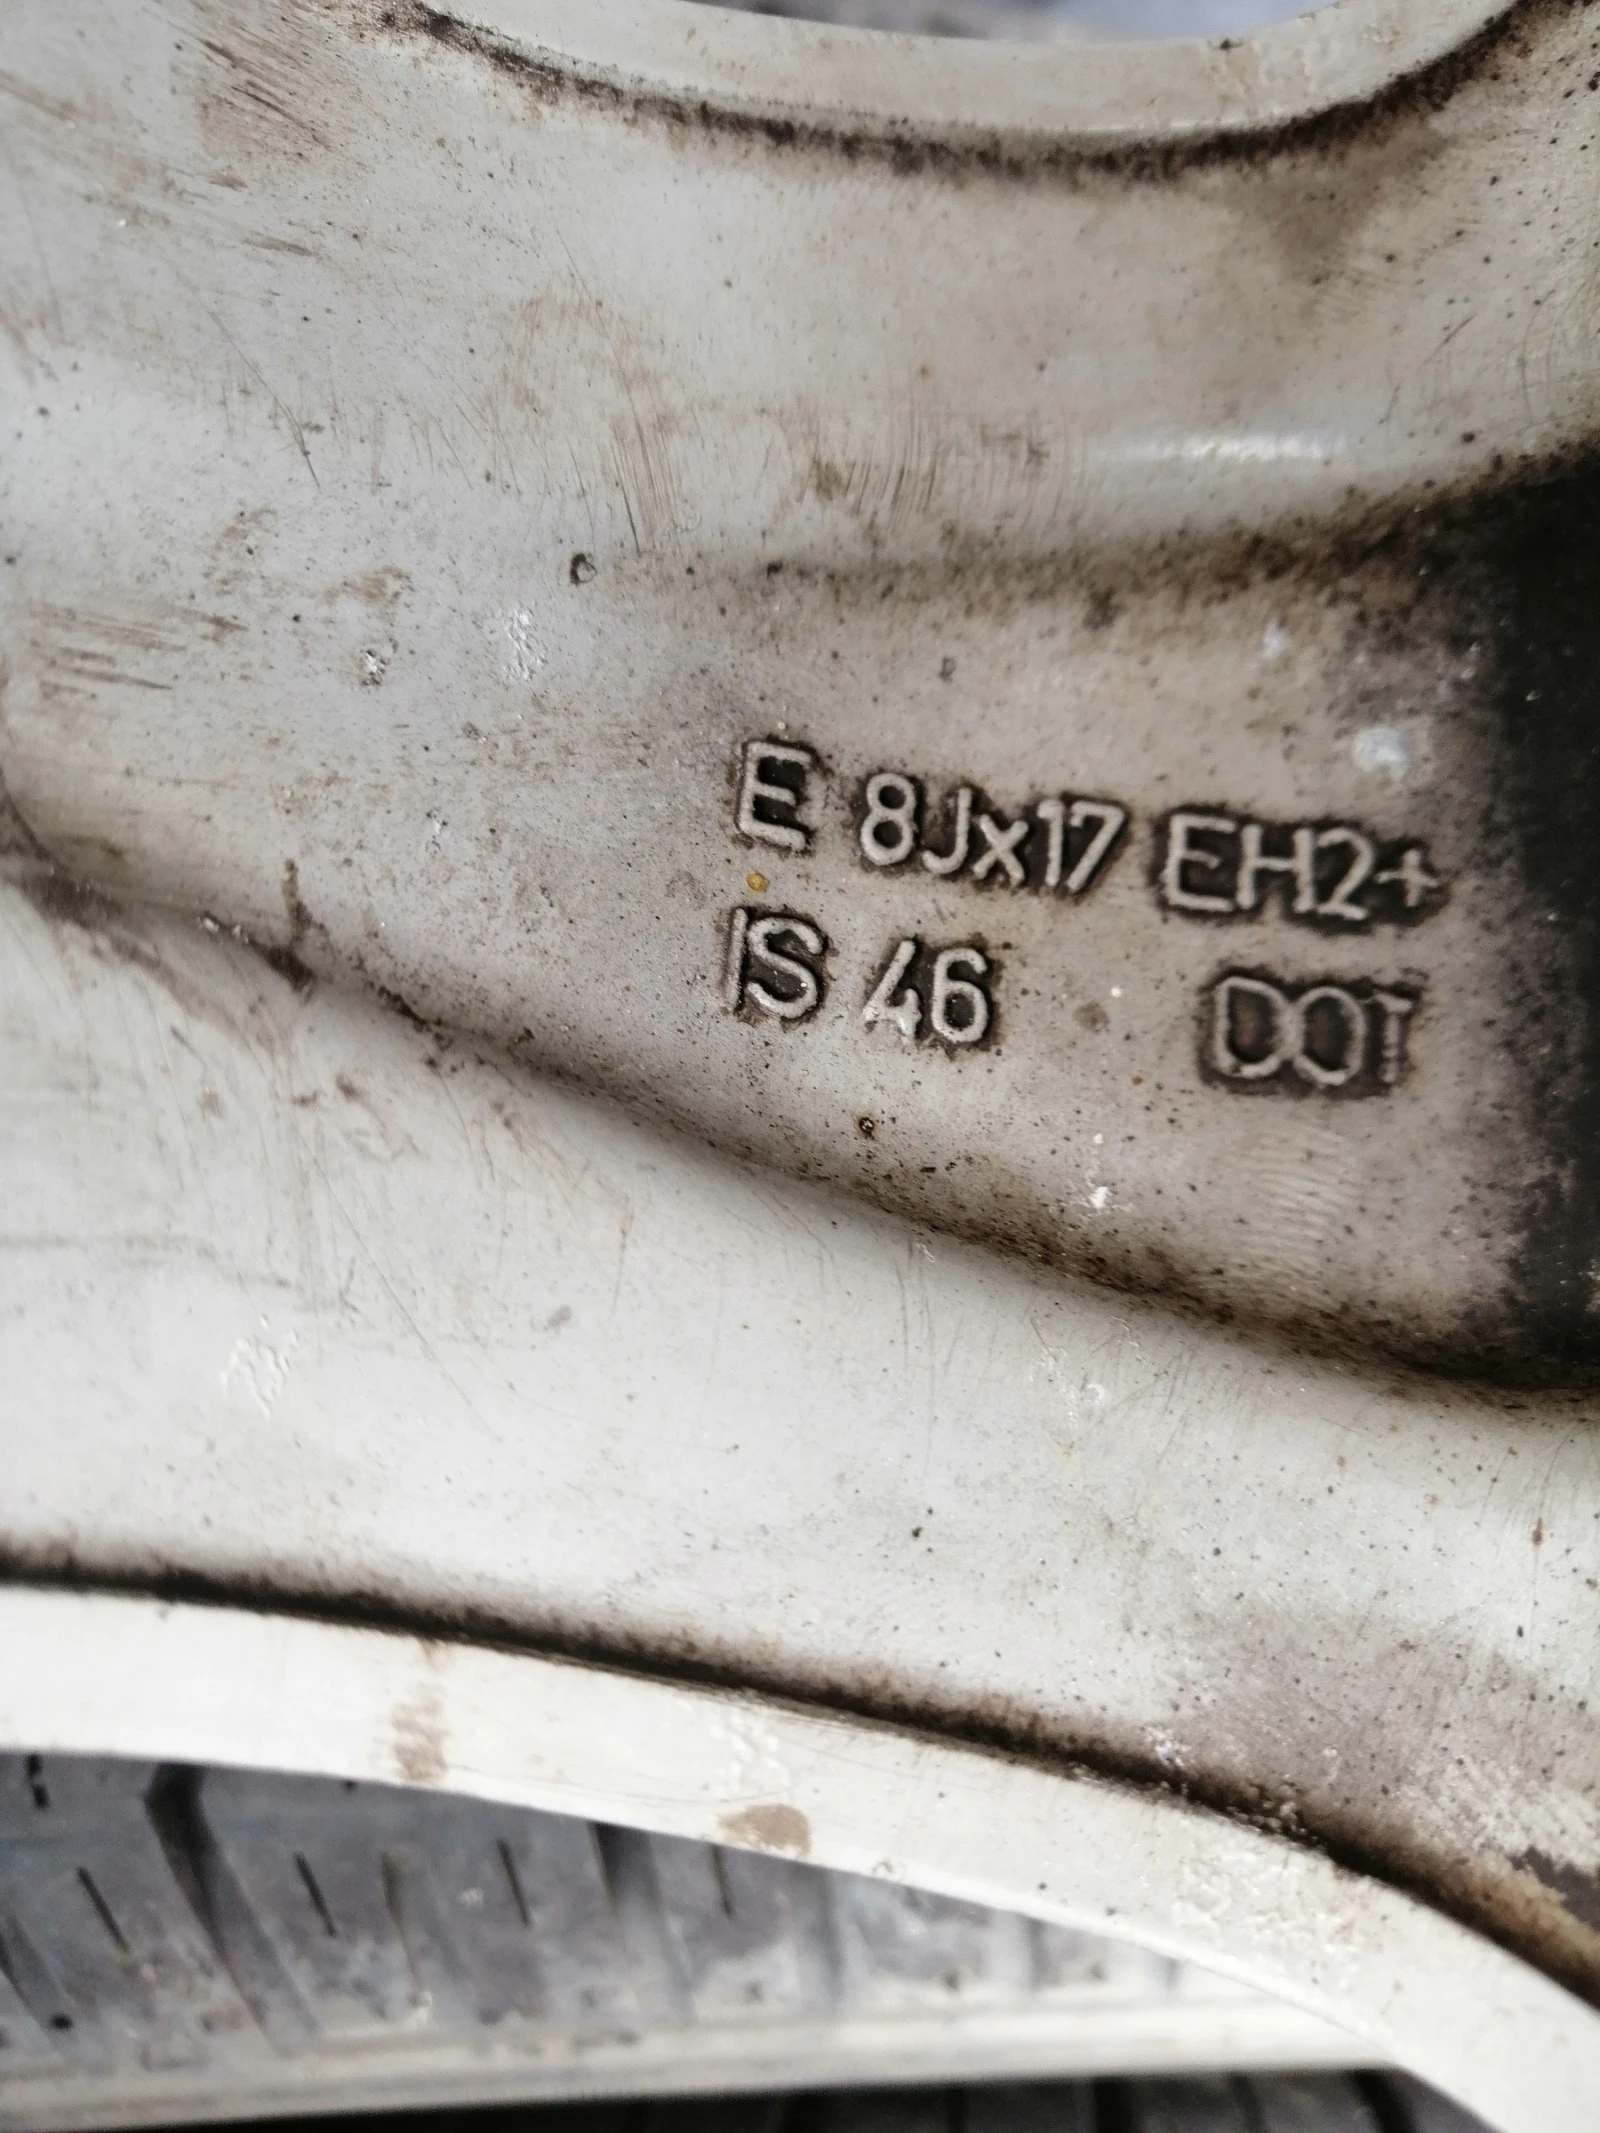 E 8Jx17 EH2+
IS 46 DOT